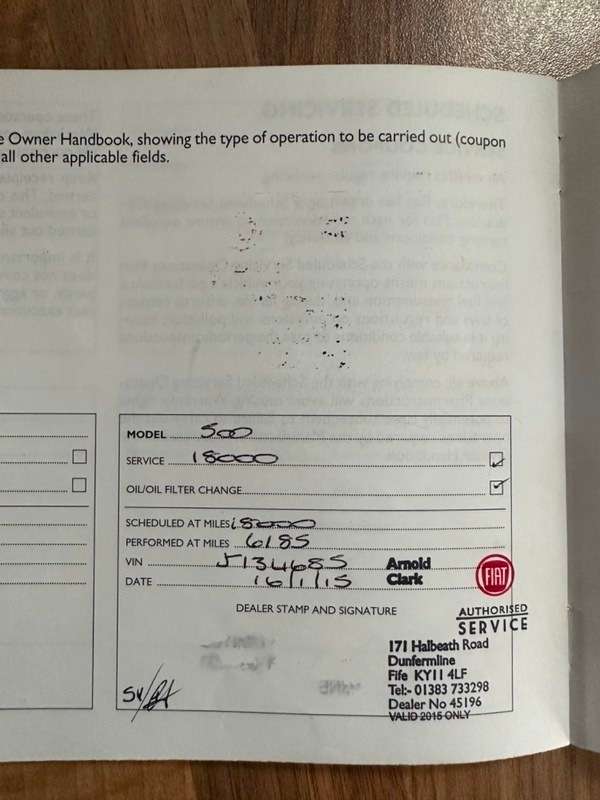 e Owner Handbook, showing the type of operation to be carried out (coupon
all other applicable fields.
MODEL 500
SERVICE 18000
OIL/OIL FILTER CHANGE
SCHEDULED AT MILES 18000
PERFORMED AT MILES 6185
VIN J134685
DATE 16/1/15
Arnold
Clark
FIAT
DEALER STAMP AND SIGNATURE
AUTHORISED
SERVICE
171 Halbeath Road
Dunfermline
Fife KY11 4LF
Tel:- 01383 733298
Dealer No 45196
VALID 2015 ONLY